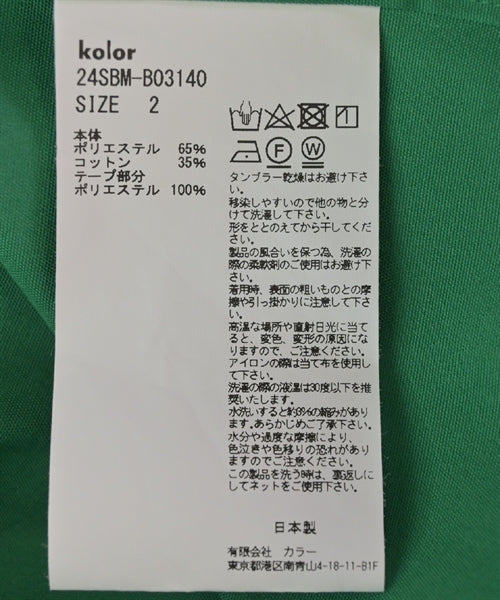 kolor
24SBM-B03140
SIZE 2
本体
ポリエステル 65%
コットン 35%
テープ部分
ポリエステル 100%
F W
タンブラー乾燥はお避け下さ
い。
移染しやすいので他の物と分
けて洗濯して下さい。
形をととのえてから干してくだ
さい。
製品の風合いを保つ為、洗濯
の際の柔軟剤のご使用はお避け下
さい。
着用時、表面の粗いものとの摩
擦や引っ掛かりに注意して下さ
い。
高温な場所や直射日光に当て
ると、変色、変形の原因にな
りますので、ご注意ください。
アイロンの際は当て布を使用し
て下さい。
洗濯の際の液温は30度以下を推
奨いたします。
水洗いすると約3%の縮みがあり
ます。あらかじめご了承下さい。
水分や過度な摩擦により、
色泣きや色移りの恐れがあり
ますのでご注意ください。
この製品を洗う時は、裏返しに
してネットをご使用ください。
日本製
有限会社 カラー
東京都港区南青山4-18-11-B1F